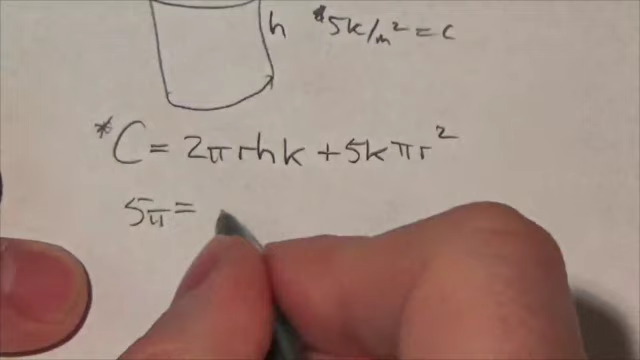 h *5k/m² = c
*C = 2πrhk + 5kπr²
5π =